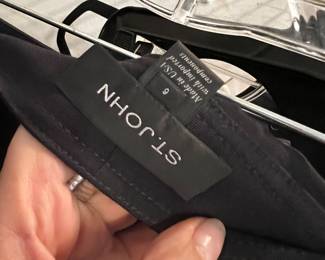 ST. JOHN
6
Made in USA
with imported
components